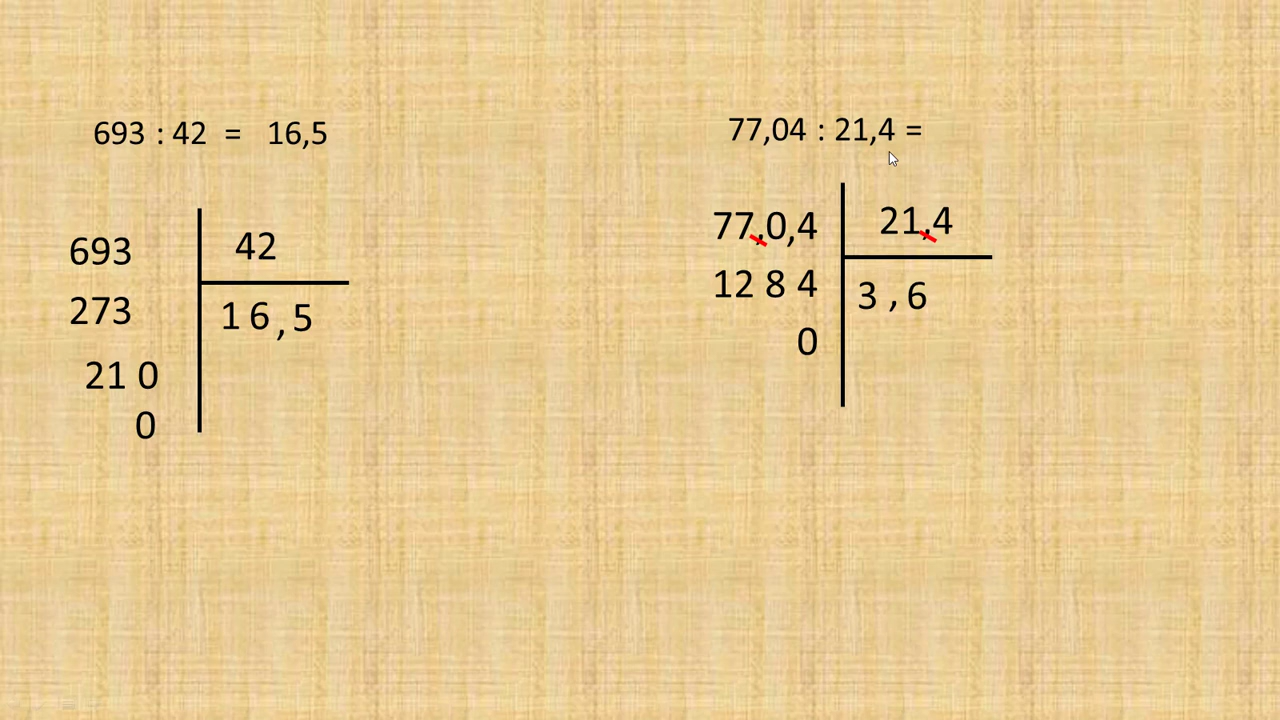 693 : 42 = 16,5
693
42
273
16,5
21 0
0
77,04 : 21,4 =
77,0,4
21,4
12 8 4
3 , 6
0